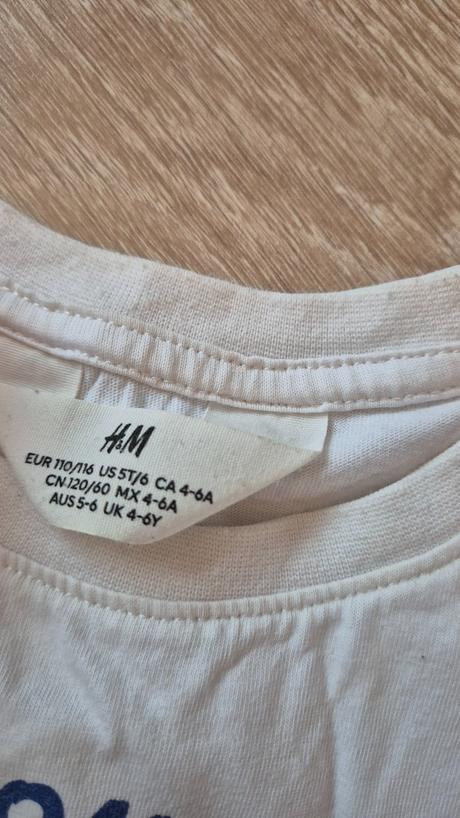 H&M
EUR 110/116 US 5T/6 CA 4-6A
CN 120/60 MX 4-6A
AUS 5-6 UK 4-6Y